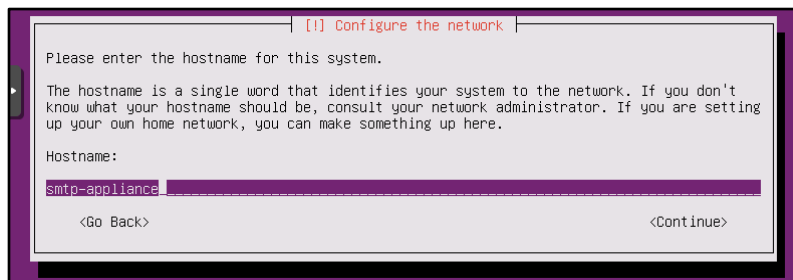 [!] Configure the network
Please enter the hostname for this system.
The hostname is a single word that identifies your system to the network. If you don't
know what your hostname should be, consult your network administrator. If you are setting
up your own home network, you can make something up here.
Hostname:
smtp-appliance
<Go Back> <Continue>